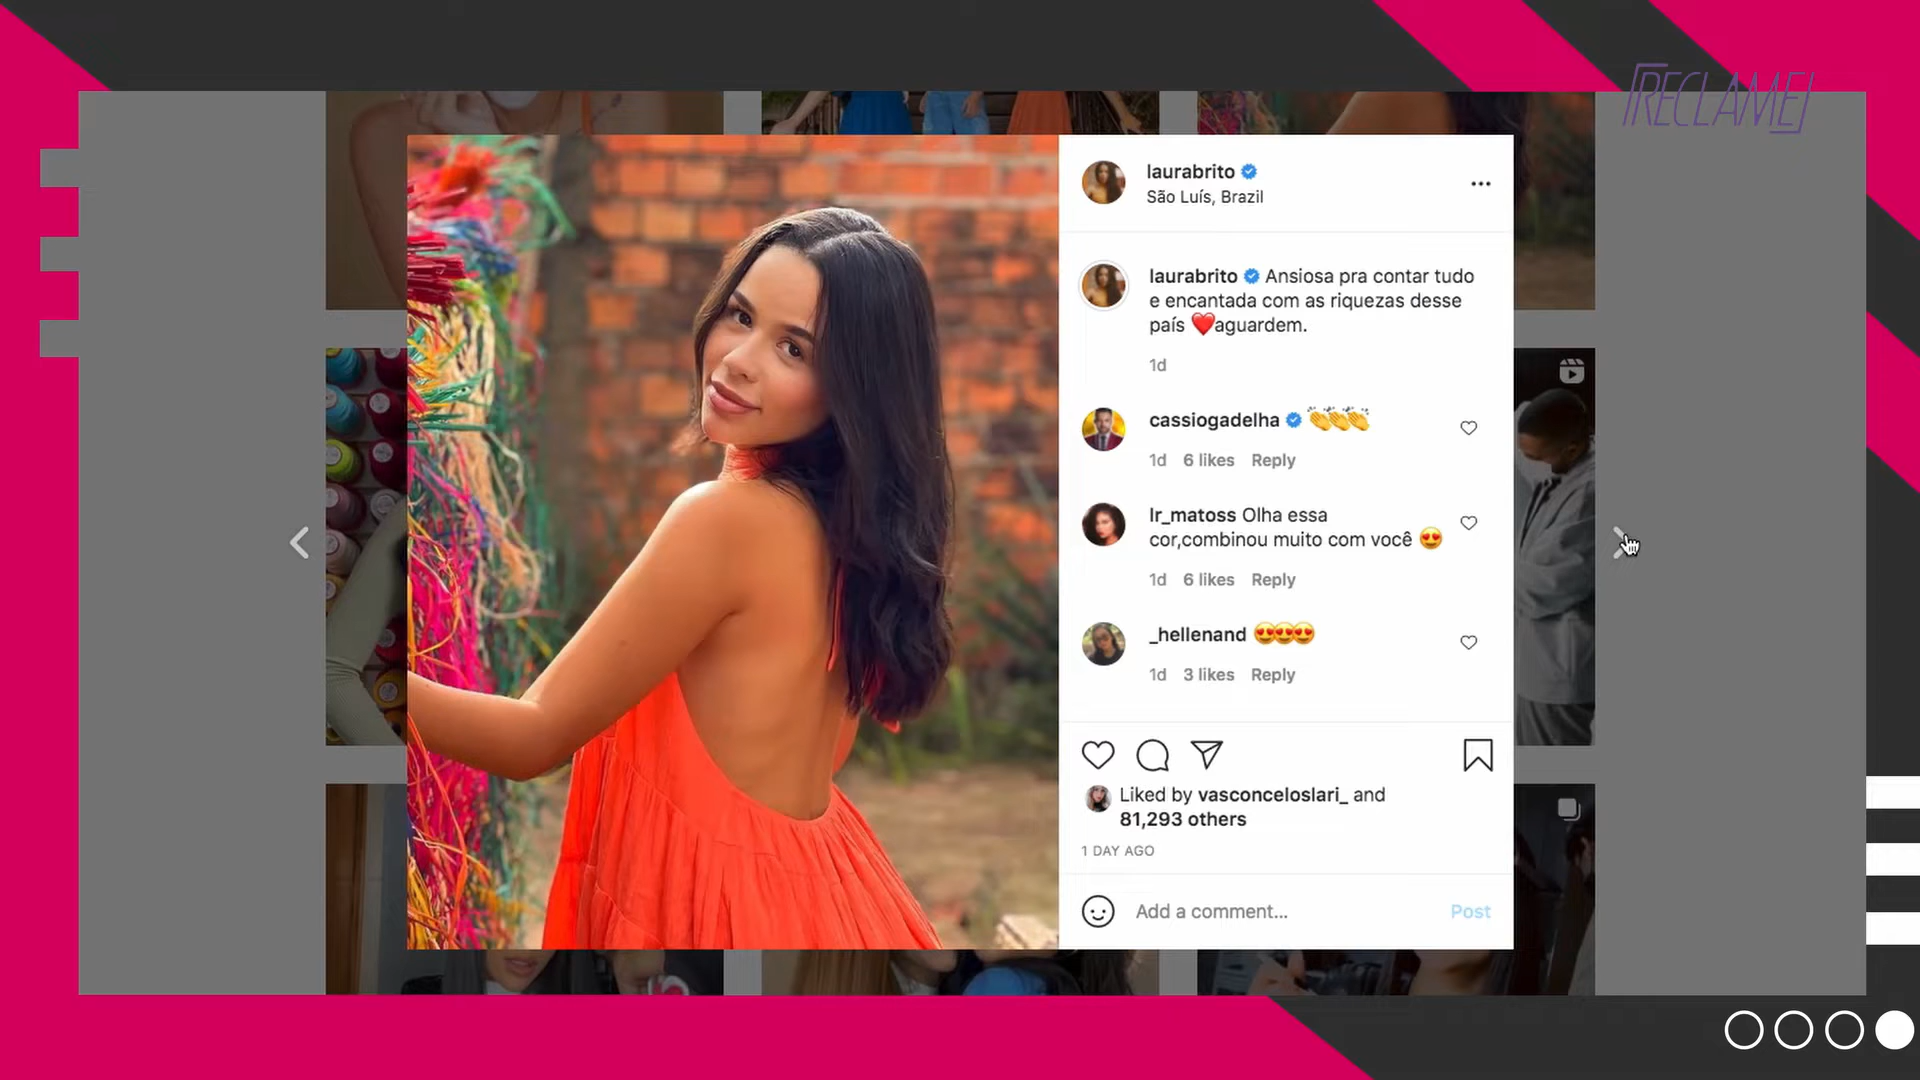 [RECLAME]
laurabrito
São Luís, Brazil
laurabrito Ansiosa pra contar tudo
e encantada com as riquezas desse
país ❤️aguardem.
1d
cassiogadelha 👏👏👏
1d 6 likes Reply
lr_matoss Olha essa
cor,combinou muito com você 😍
1d 6 likes Reply
_hellenand 😍😍😍
1d 3 likes Reply
Liked by vasconceloslari_ and
81,293 others
1 DAY AGO
Add a comment... Post